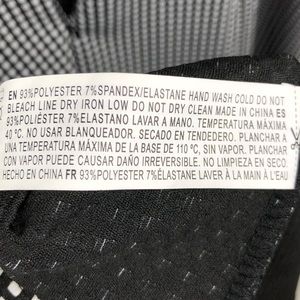 EN 93%POLYESTER 7%SPANDEX/ELASTANE HAND WASH COLD DO NOT
BLEACH LINE DRY IRON LOW DO NOT DRY CLEAN MADE IN CHINA ES
93%POLIÉSTER 7%ELASTANO LAVAR A MANO. TEMPERATURA MÁXIMA
40 °C. NO USAR BLANQUEADOR. SECADO EN TENDEDERO. PLANCHAR A
UNA TEMPERATURA MÁXIMA DE LA BASE DE 110 ºC, SIN VAPOR. PLANCHAR
CON VAPOR PUEDE CAUSAR DAÑO IRREVERSIBLE. NO LIMPIEZA EN SECO.
HECHO EN CHINA FR 93%POLYESTER 7%ÉLASTANE LAVER À LA MAIN À L'EAU